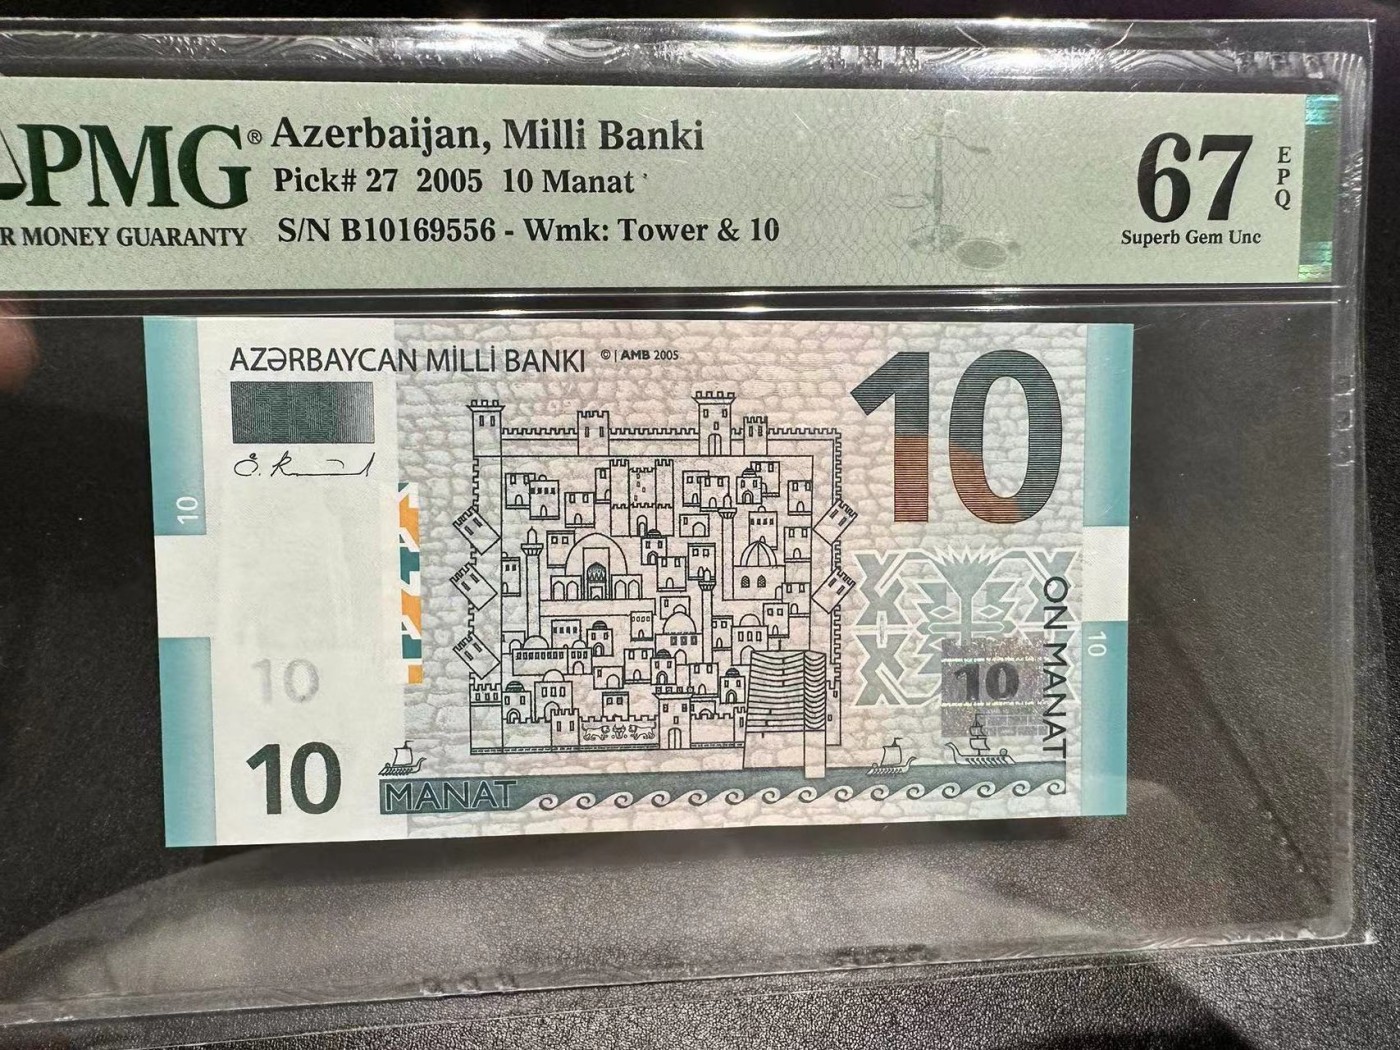 PMG®
R MONEY GUARANTY
Azerbaijan, Milli Banki
Pick# 27 2005 10 Manat
S/N B10169556 - Wmk: Tower & 10
67
EPQ
Superb Gem Unc
AZƏRBAYCAN MİLLİ BANKI © | AMB 2005
10
10
10
10
MANAT
ON MANAT
10
10